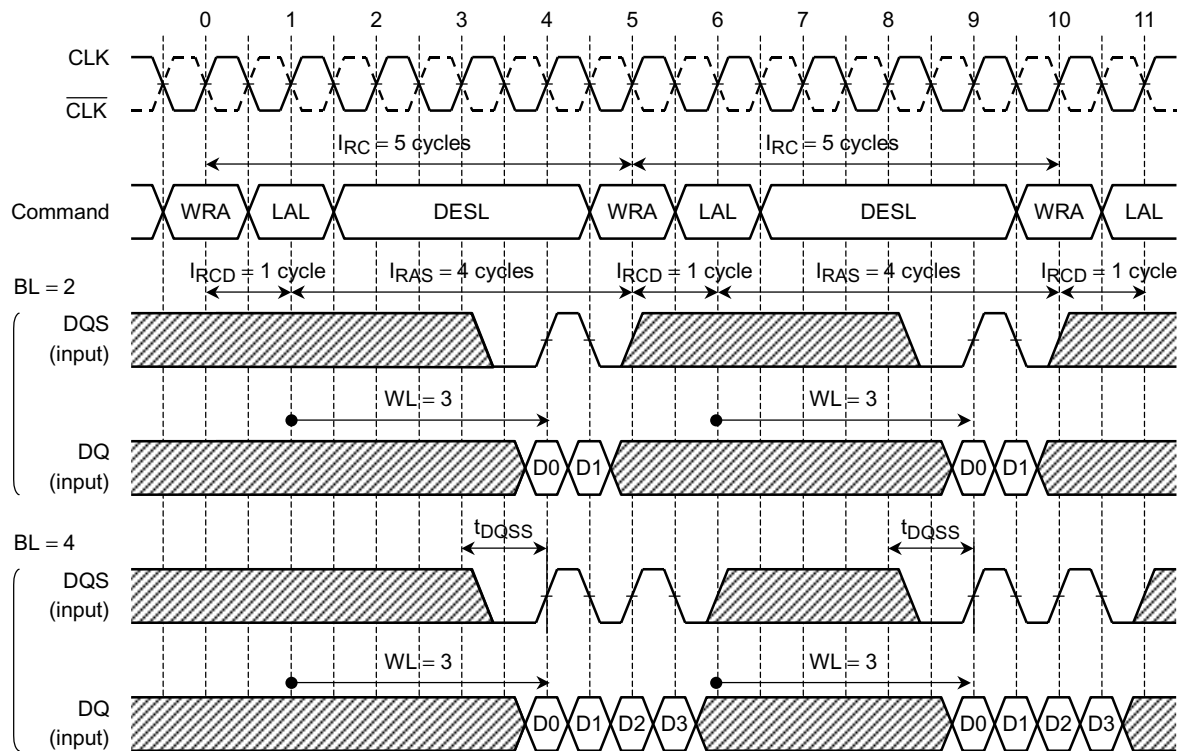 0 1 2 3 4 5 6 7 8 9 10 11
CLK
CLK
IRC = 5 cycles IRC = 5 cycles
Command WRA LAL DESL WRA LAL DESL WRA LAL
IRCD = 1 cycle IRAS = 4 cycles IRCD = 1 cycle IRAS = 4 cycles IRCD = 1 cycle
BL = 2
DQS
(input)
WL = 3 WL = 3
DQ
(input)
D0 D1 D0 D1
BL = 4
tDQSS tDQSS
DQS
(input)
WL = 3 WL = 3
DQ
(input)
D0 D1 D2 D3 D0 D1 D2 D3